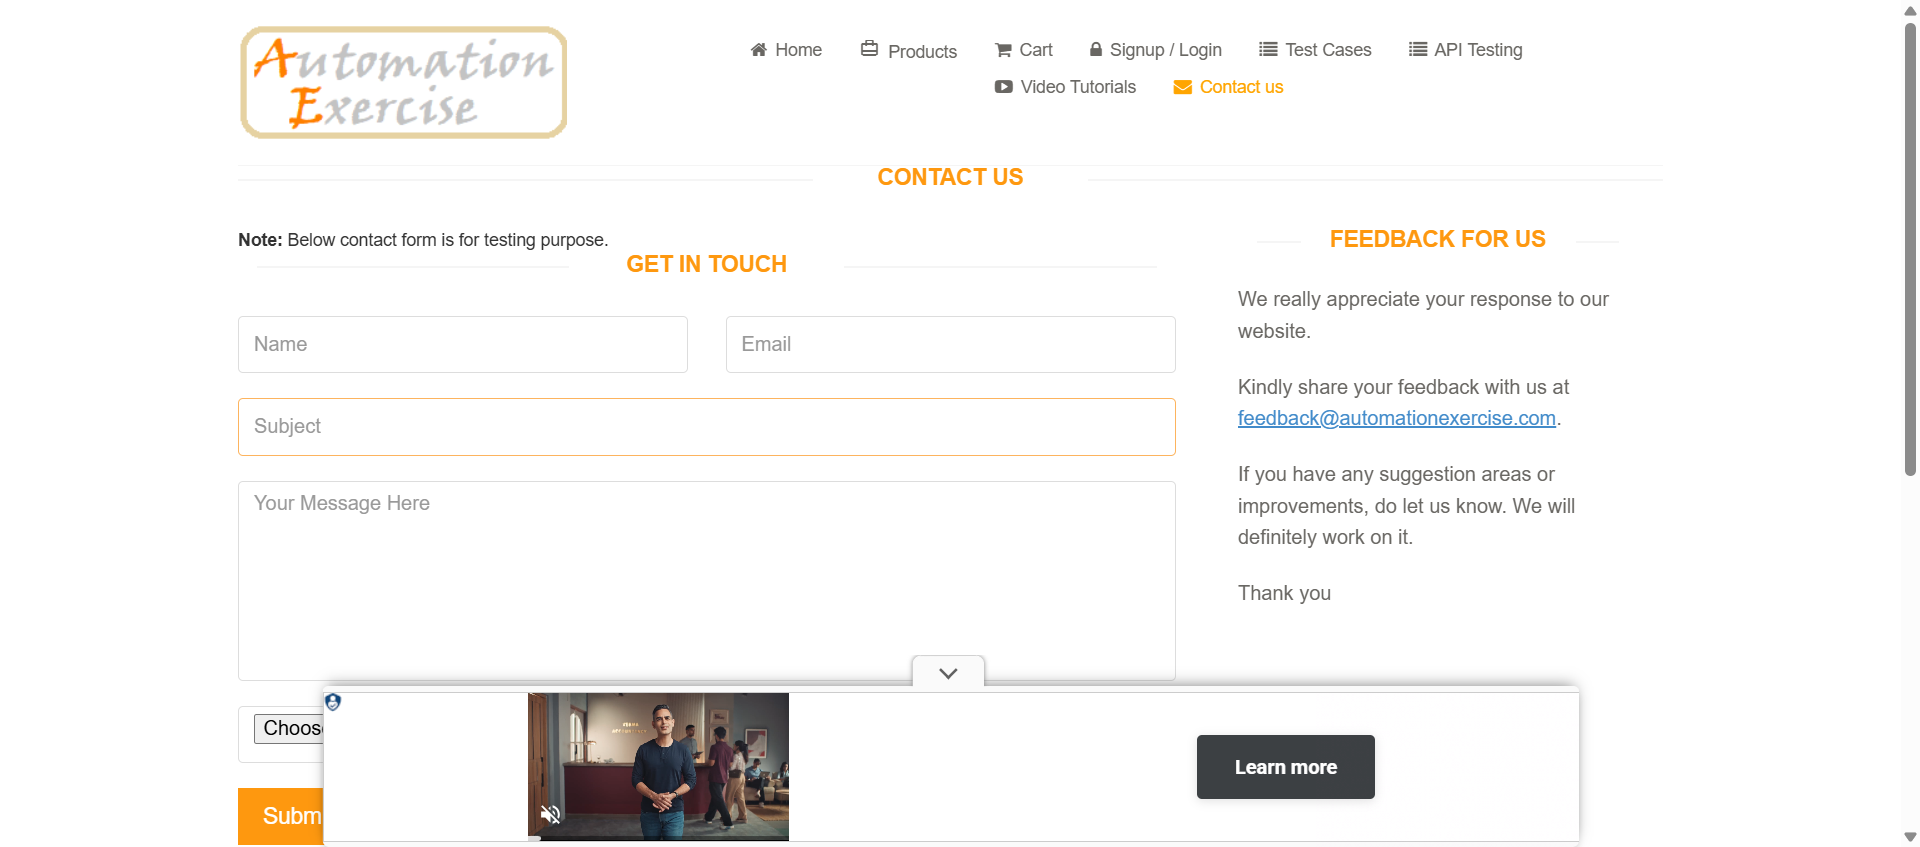 Automation
Exercise
Home
Products
Cart
Signup / Login
Test Cases
API Testing
Video Tutorials
Contact us
CONTACT US
Note: Below contact form is for testing purpose.
GET IN TOUCH
Name
Email
Subject
Your Message Here
Choos
Subm
FEEDBACK FOR US
We really appreciate your response to our
website.
Kindly share your feedback with us at
feedback@automationexercise.com.
If you have any suggestion areas or
improvements, do let us know. We will
definitely work on it.
Thank you
Learn more